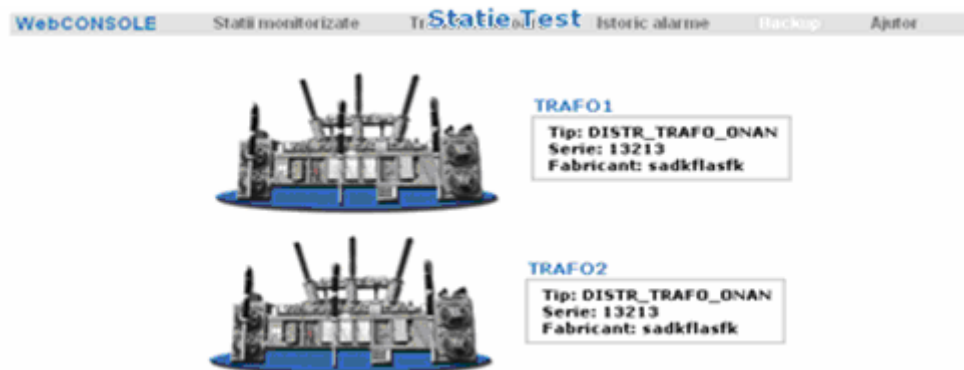 WebCONSOLE Statii monitorizate Statie Test Istoric alarme Backup Ajutor
TRAFO1
Tip: DISTR_TRAFO_ONAN
Serie: 13213
Fabricant: sadkflasfk
TRAFO2
Tip: DISTR_TRAFO_ONAN
Serie: 13213
Fabricant: sadkflasfk